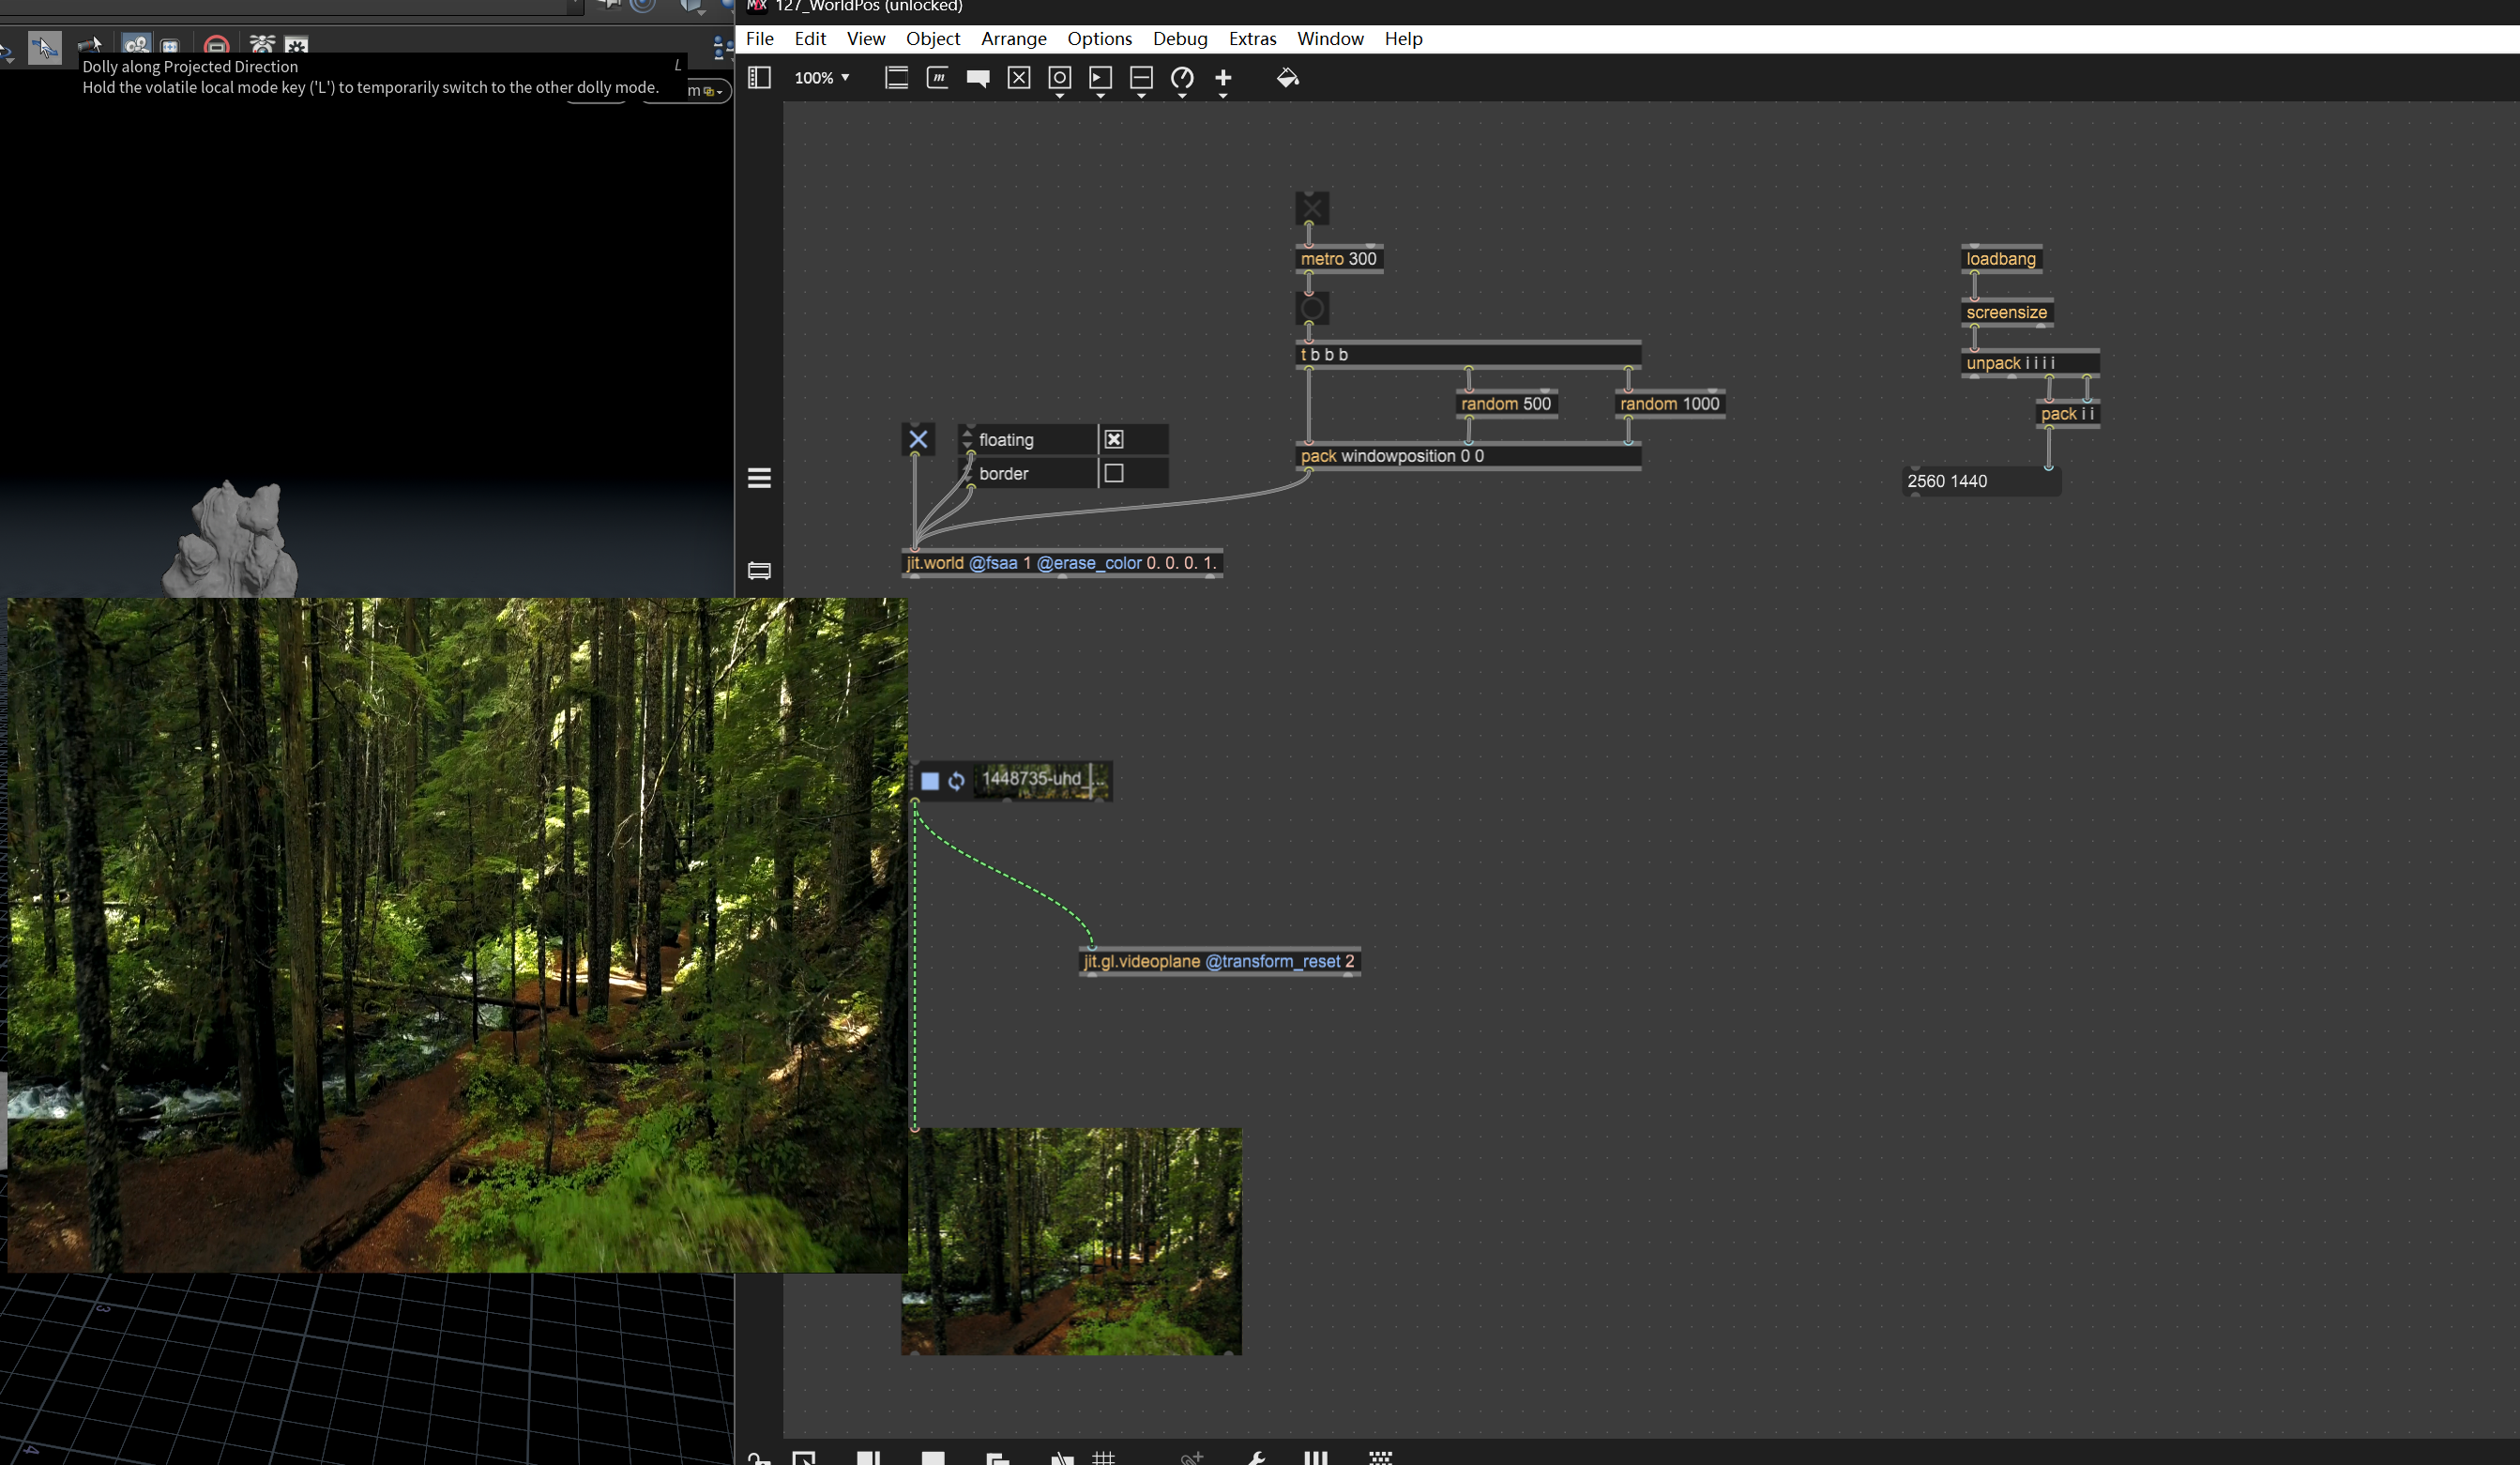 127_WorldPos (unlocked)
File Edit View Object Arrange Options Debug Extras Window Help
Dolly along Projected Direction L
Hold the volatile local mode key ('L') to temporarily switch to the other dolly mode.
100%
metro 300
t b b b
random 500
random 1000
pack windowposition 0 0
floating
border
jit.world @fsaa 1 @erase_color 0. 0. 0. 1.
loadbang
screensize
unpack i i i i
pack i i
2560 1440
1448735-uhd_...
jit.gl.videoplane @transform_reset 2
3
4